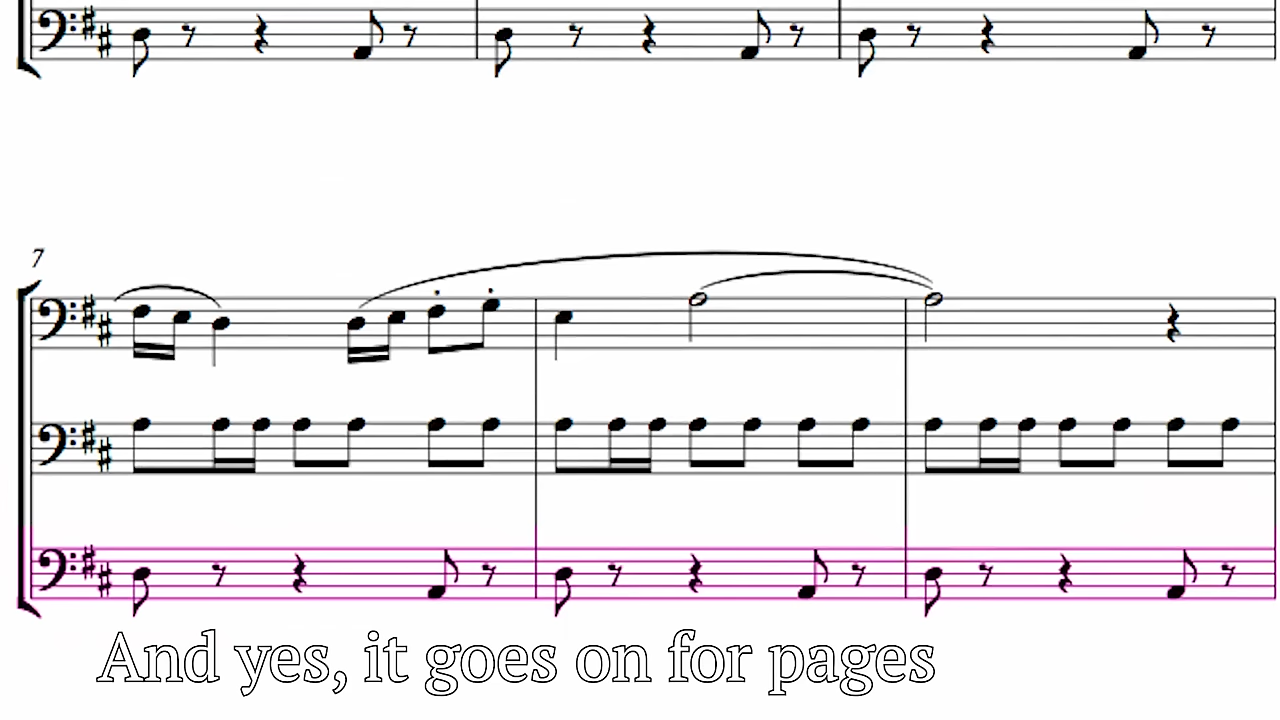 7
And yes, it goes on for pages